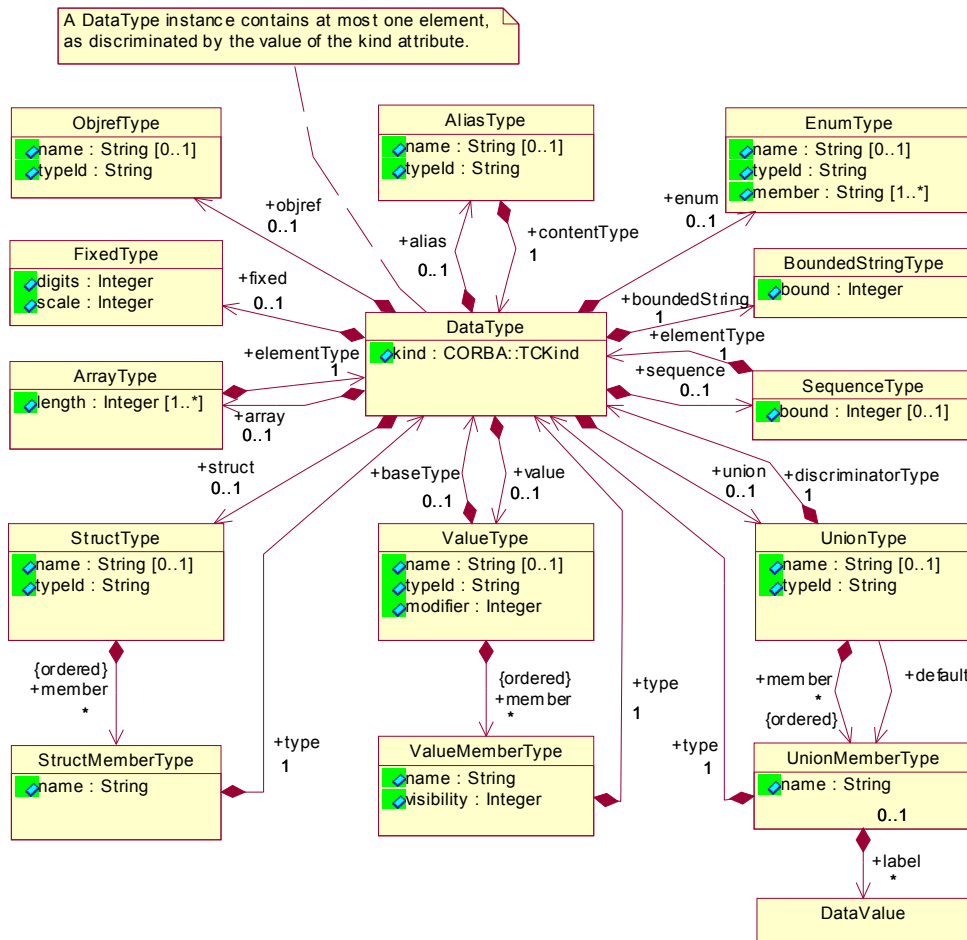 A DataType instance contains at most one element,
as discriminated by the value of the kind attribute.
ObjrefType
name : String [0..1]
typeId : String
AliasType
name : String [0..1]
typeId : String
EnumType
name : String [0..1]
typeId : String
member : String [1..*]
+objref
0..1
+alias
0..1
+contentType
1
+enum
0..1
FixedType
digits : Integer
scale : Integer
+fixed
0..1
BoundedStringType
bound : Integer
+boundedString
1
DataType
kind : CORBA::TCKind
+elementType
1
ArrayType
length : Integer [1..*]
+array
0..1
+elementType
1
+sequence
0..1
SequenceType
bound : Integer [0..1]
+struct
0..1
+baseType
0..1
+value
0..1
+union
0..1
+discriminatorType
1
StructType
name : String [0..1]
typeId : String
ValueType
name : String [0..1]
typeId : String
modifier : Integer
UnionType
name : String [0..1]
typeId : String
{ordered}
+member
*
{ordered}
+member
*
+member
*
{ordered}
+default
+type
1
+type
1
+type
1
StructMemberType
name : String
ValueMemberType
name : String
visibility : Integer
UnionMemberType
name : String
0..1
+label
*
DataValue